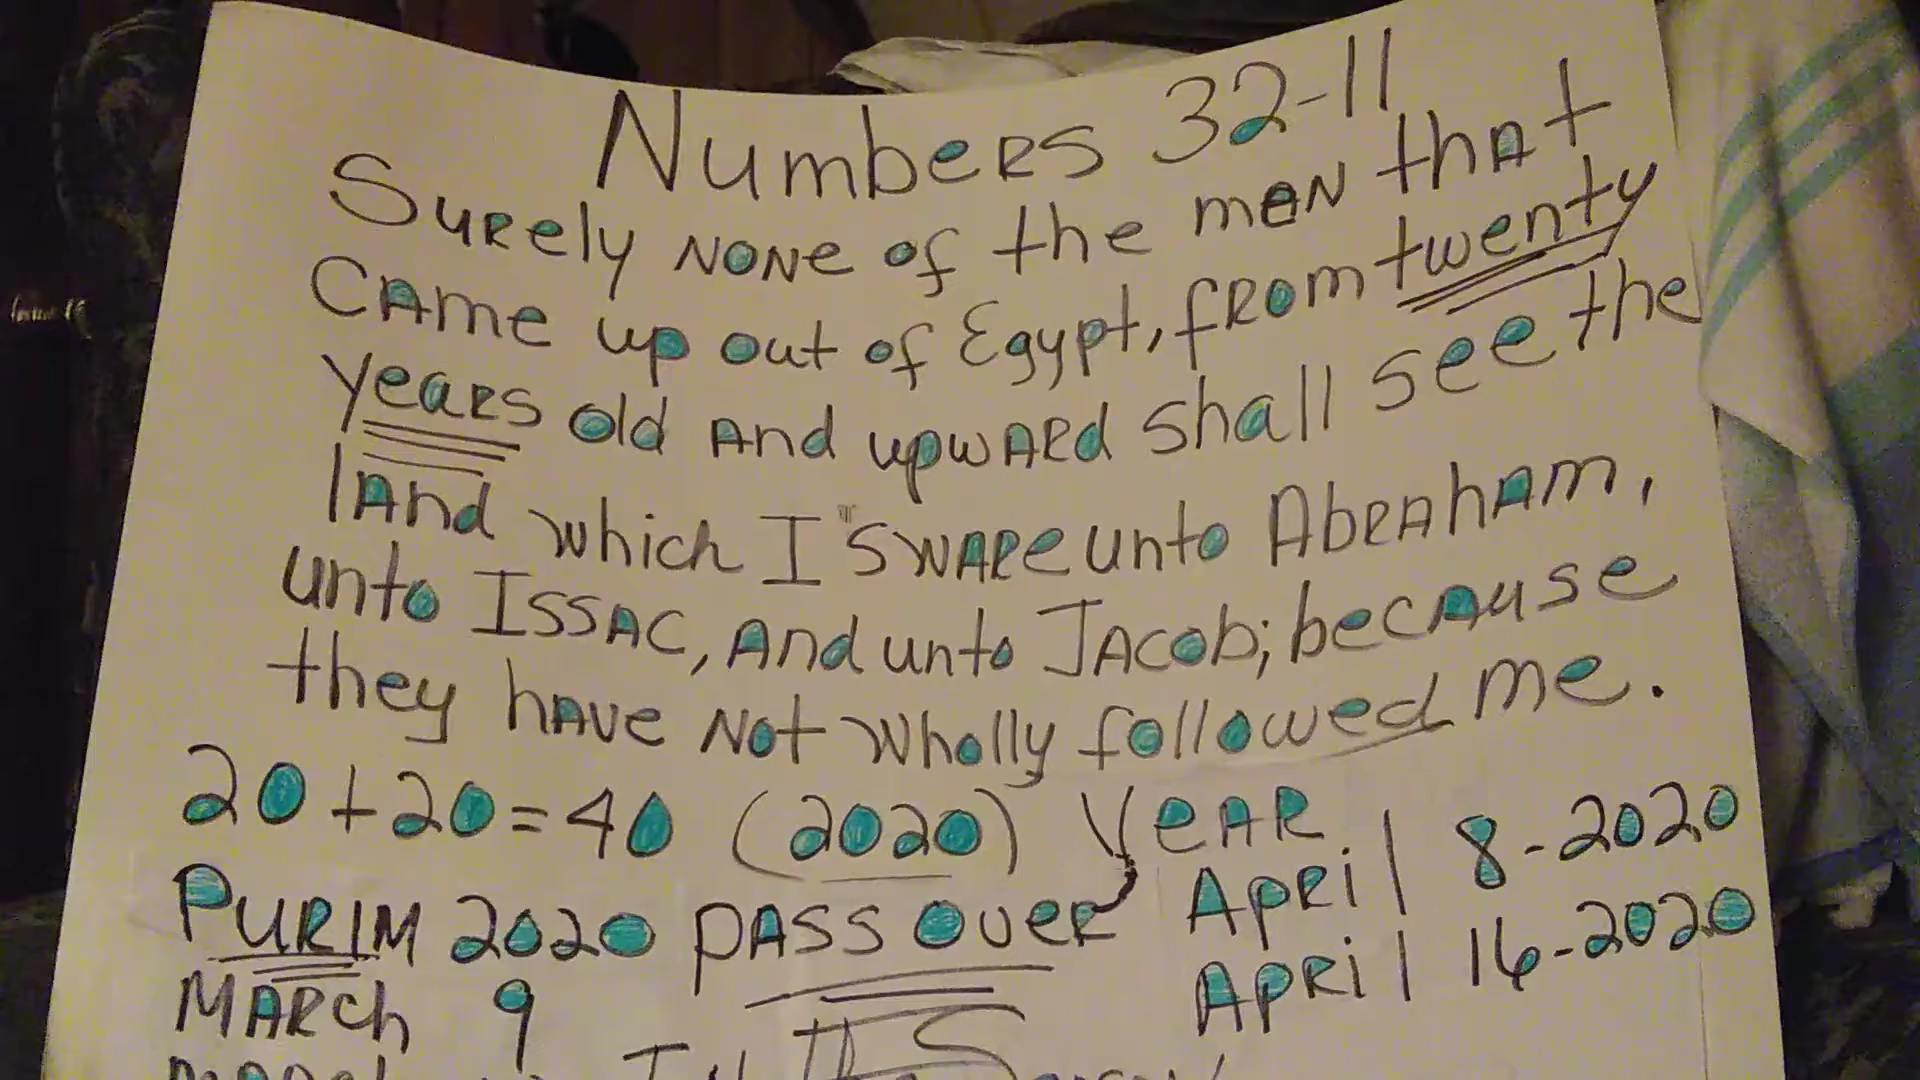 Numbers 32-11
Surely none of the men that
came up out of Egypt, from twenty
years old and upward shall see the
land which I sware unto Abraham,
unto Issac, and unto Jacob; because
they have not wholly followed me.
20+20=40 (2020) Year
Purim 2020 pass over April 8-2020
March 9 April 16-2020